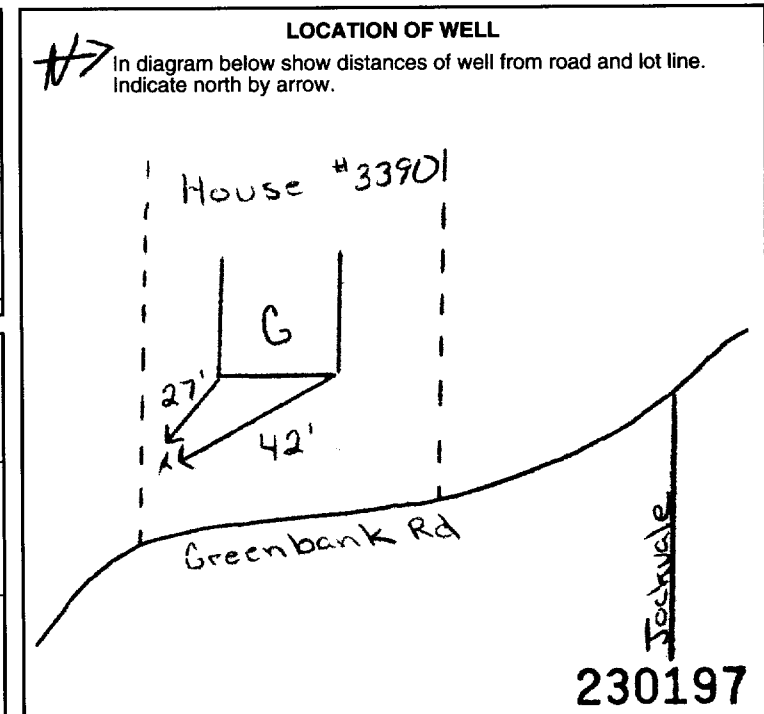 LOCATION OF WELL
N
In diagram below show distances of well from road and lot line.
Indicate north by arrow.
House #3390
G
27'
42'
Greenbank Rd
Jockvale
230197